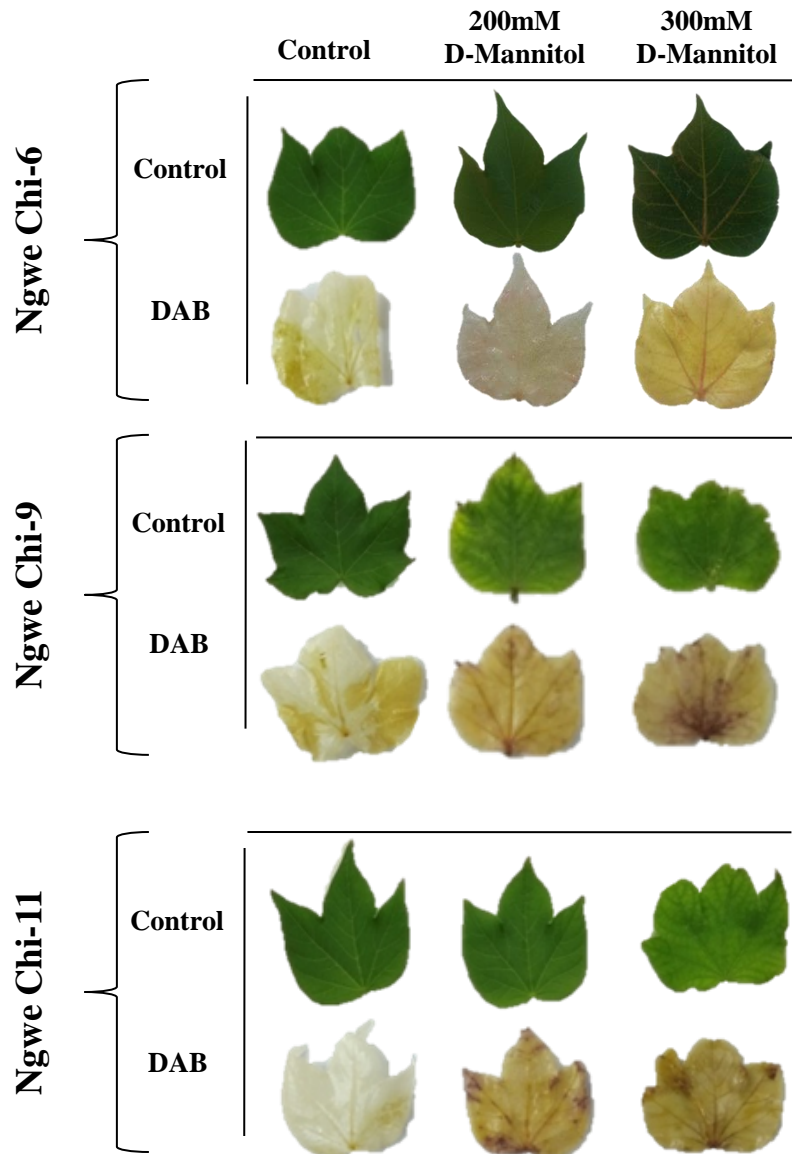 Control
200mM
D-Mannitol
300mM
D-Mannitol
Ngwe Chi-6
Control
DAB
Ngwe Chi-9
Control
DAB
Ngwe Chi-11
Control
DAB